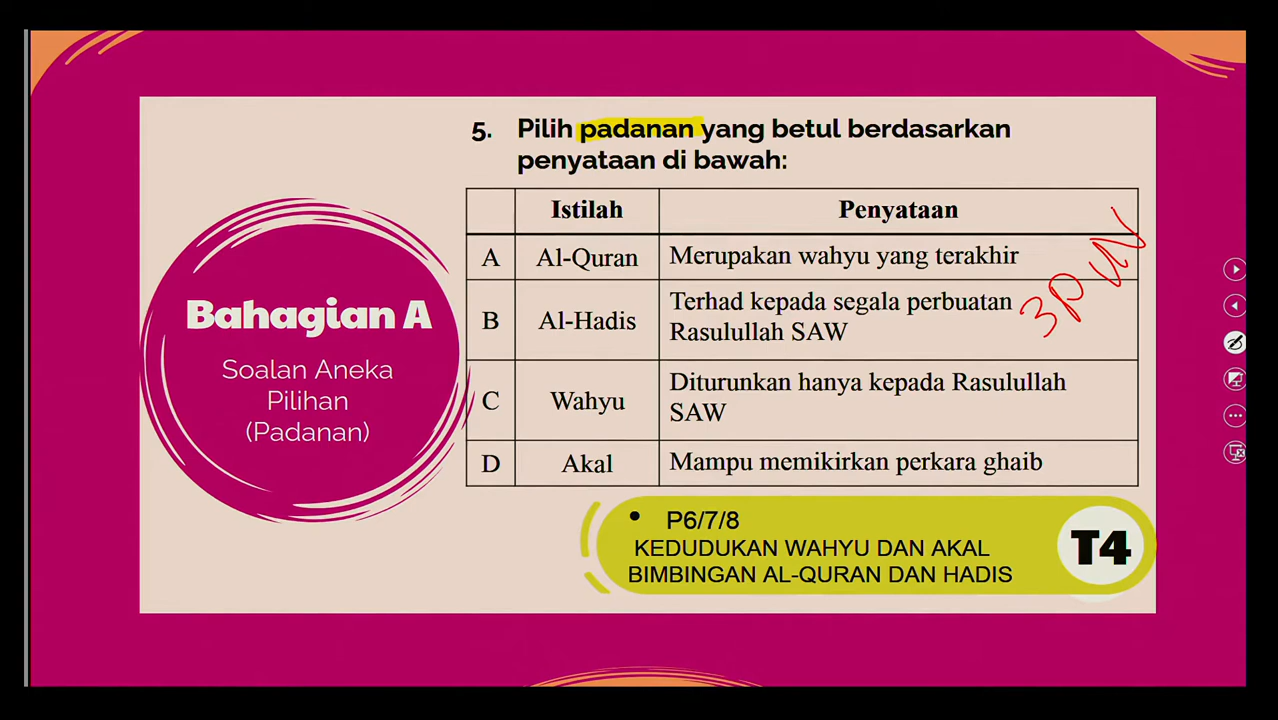 5. Pilih padanan yang betul berdasarkan
penyataan di bawah:
Bahagian A
Soalan Aneka
Pilihan
(Padanan)
Istilah Penyataan
A Al-Quran Merupakan wahyu yang terakhir
B Al-Hadis Terhad kepada segala perbuatan
Rasulullah SAW
C Wahyu Diturunkan hanya kepada Rasulullah
SAW
D Akal Mampu memikirkan perkara ghaib
• P6/7/8
KEDUDUKAN WAHYU DAN AKAL
BIMBINGAN AL-QURAN DAN HADIS
T4